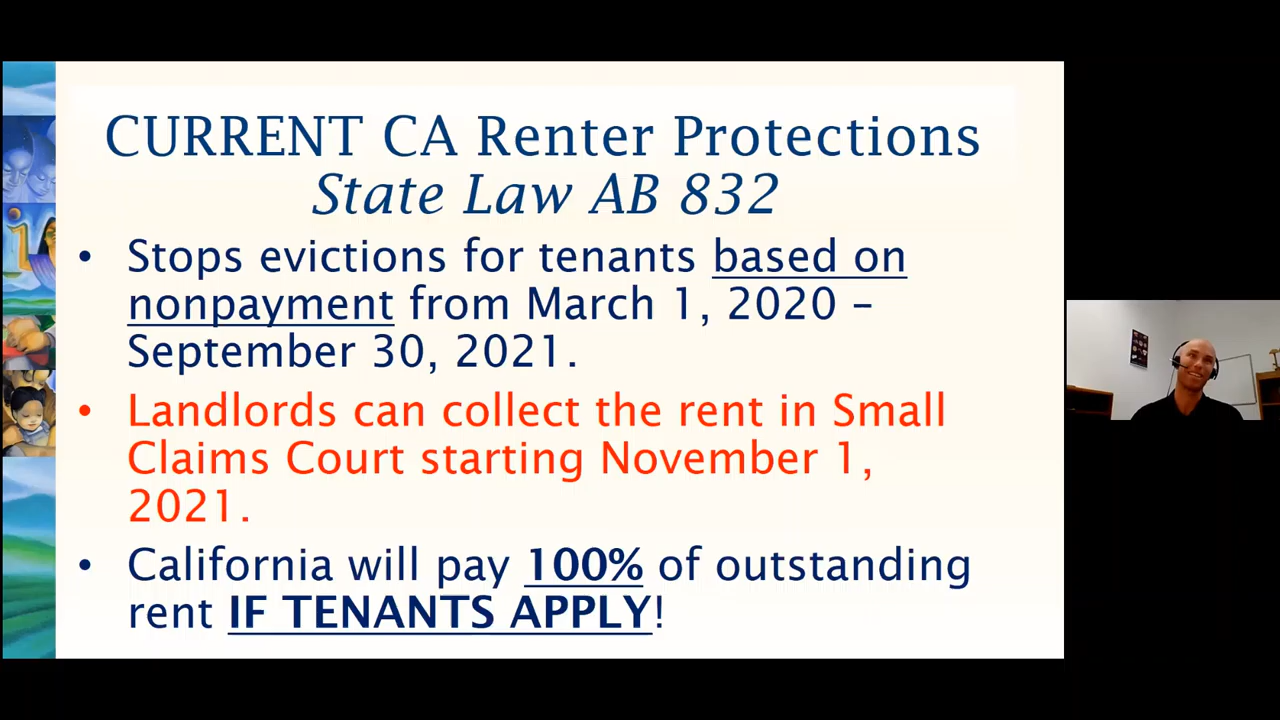 CURRENT CA Renter Protections
State Law AB 832
• Stops evictions for tenants based on
nonpayment from March 1, 2020 –
September 30, 2021.
• Landlords can collect the rent in Small
Claims Court starting November 1,
2021.
• California will pay 100% of outstanding
rent IF TENANTS APPLY!